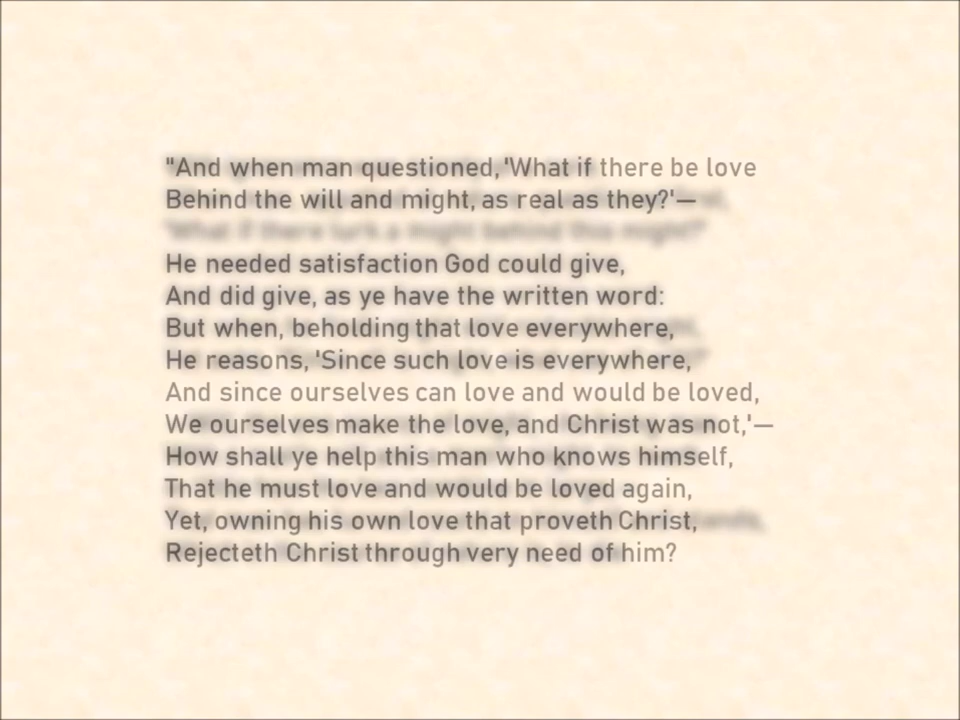 "And when man questioned, 'What if there be love
Behind the will and might, as real as they?'—
He needed satisfaction God could give,
And did give, as ye have the written word:
But when, beholding that love everywhere,
He reasons, 'Since such love is everywhere,
And since ourselves can love and would be loved,
We ourselves make the love, and Christ was not,'—
How shall ye help this man who knows himself,
That he must love and would be loved again,
Yet, owning his own love that proveth Christ,
Rejecteth Christ through very need of him?